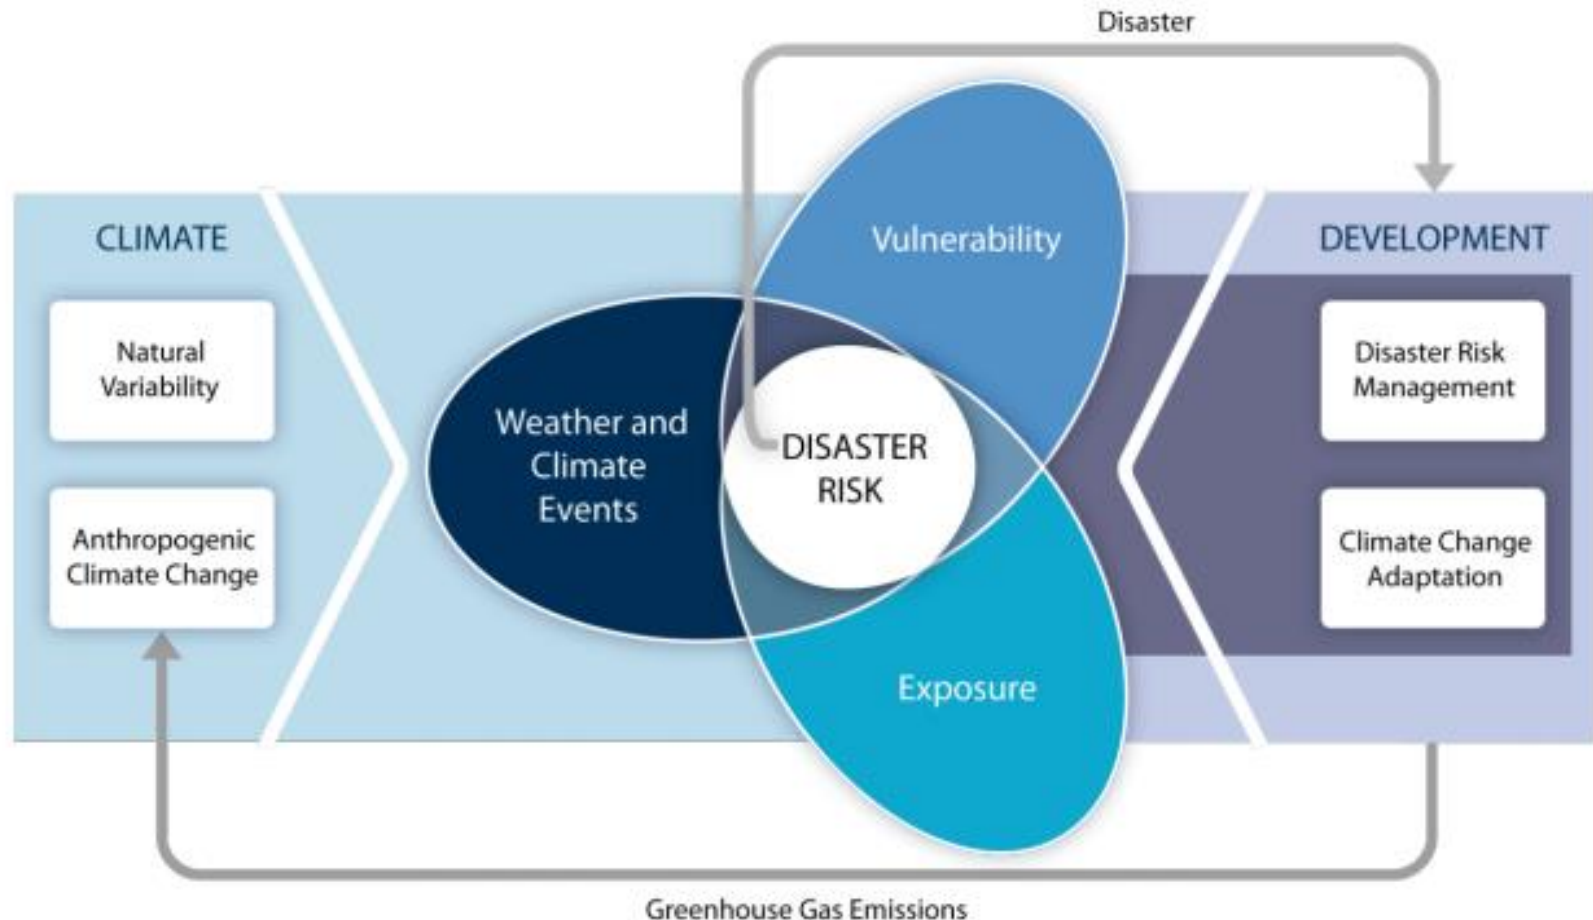 Disaster
CLIMATE
Natural
Variability
Anthropogenic
Climate Change
Weather and
Climate
Events
Vulnerability
DISASTER
RISK
Exposure
DEVELOPMENT
Disaster Risk
Management
Climate Change
Adaptation
Greenhouse Gas Emissions